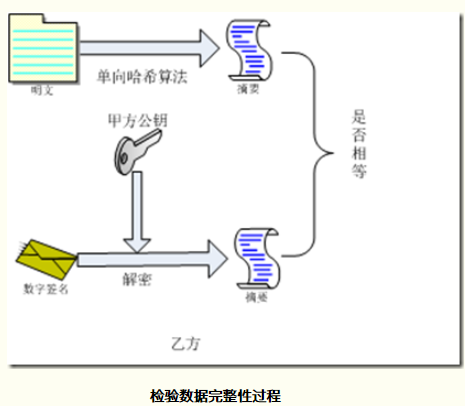 明文
单向哈希算法
摘要
甲方公钥
是否相等
数字签名
解密
摘要
乙方
检验数据完整性过程